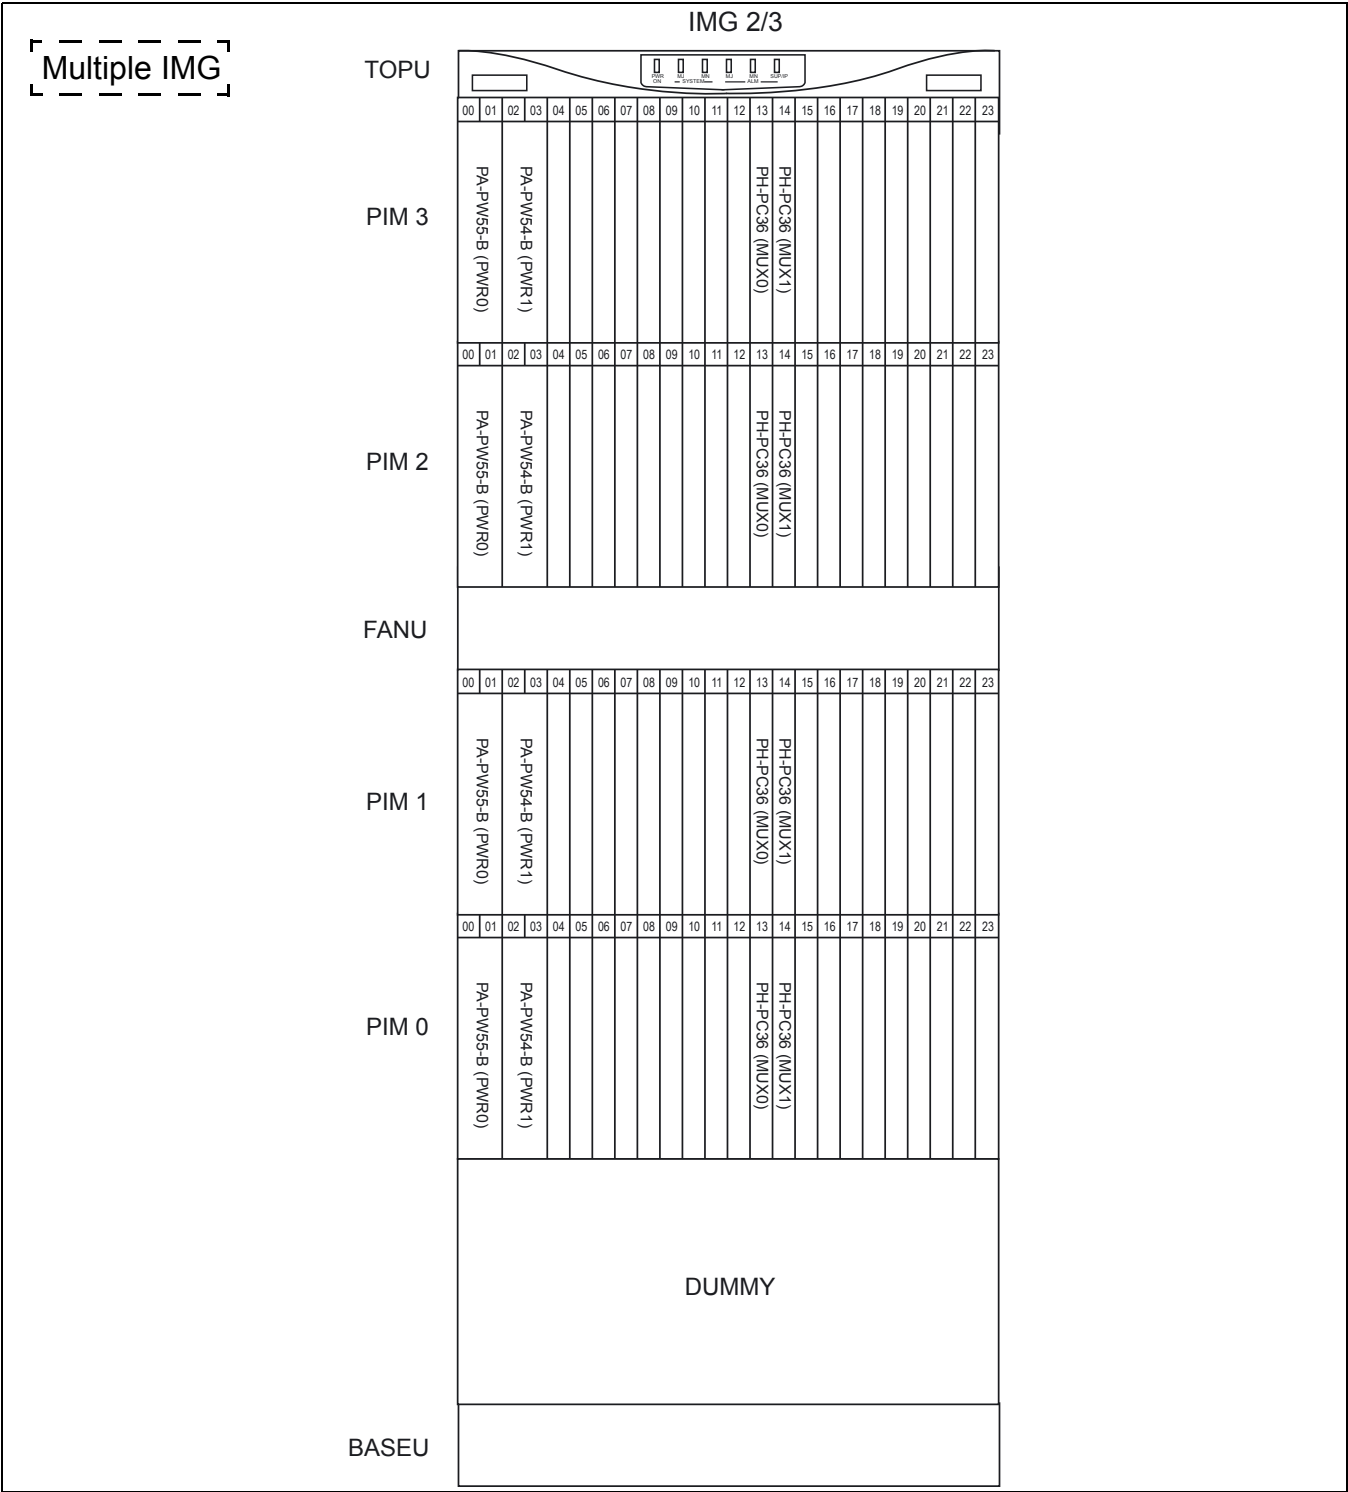 IMG 2/3
Multiple IMG
TOPU
PWR ON
MJ
MN
SYSTEM
MJ
MN
ALM
SUP/IP
00 01 02 03 04 05 06 07 08 09 10 11 12 13 14 15 16 17 18 19 20 21 22 23
PIM 3
PA-PW55-B (PWR0)
PA-PW54-B (PWR1)
PH-PC36 (MUX0)
PH-PC36 (MUX1)
00 01 02 03 04 05 06 07 08 09 10 11 12 13 14 15 16 17 18 19 20 21 22 23
PIM 2
PA-PW55-B (PWR0)
PA-PW54-B (PWR1)
PH-PC36 (MUX0)
PH-PC36 (MUX1)
FANU
00 01 02 03 04 05 06 07 08 09 10 11 12 13 14 15 16 17 18 19 20 21 22 23
PIM 1
PA-PW55-B (PWR0)
PA-PW54-B (PWR1)
PH-PC36 (MUX0)
PH-PC36 (MUX1)
00 01 02 03 04 05 06 07 08 09 10 11 12 13 14 15 16 17 18 19 20 21 22 23
PIM 0
PA-PW55-B (PWR0)
PA-PW54-B (PWR1)
PH-PC36 (MUX0)
PH-PC36 (MUX1)
DUMMY
BASEU